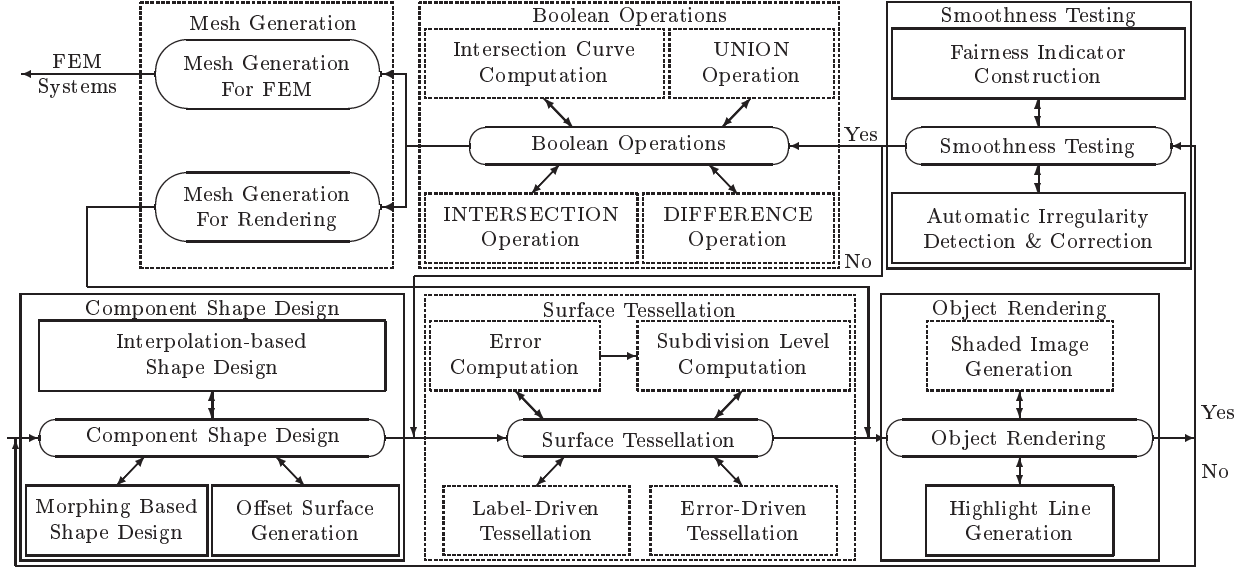 Mesh Generation
Mesh Generation
For FEM
FEM
Systems
Mesh Generation
For Rendering
Boolean Operations
Intersection Curve
Computation
UNION
Operation
Boolean Operations
INTERSECTION
Operation
DIFFERENCE
Operation
Yes
No
Smoothness Testing
Fairness Indicator
Construction
Smoothness Testing
Automatic Irregularity
Detection & Correction
Component Shape Design
Interpolation-based
Shape Design
Component Shape Design
Morphing Based
Shape Design
Offset Surface
Generation
Surface Tessellation
Error
Computation
Subdivision Level
Computation
Surface Tessellation
Label-Driven
Tessellation
Error-Driven
Tessellation
Object Rendering
Shaded Image
Generation
Object Rendering
Highlight Line
Generation
Yes
No